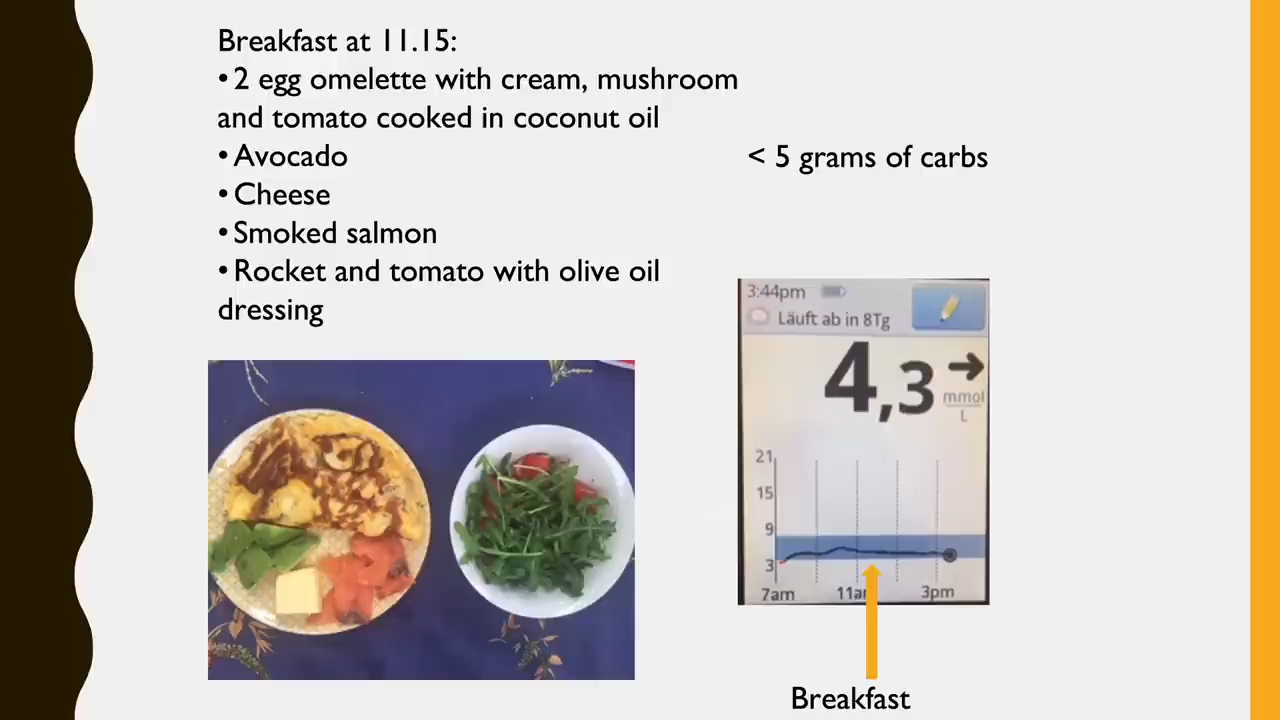 Breakfast at 11.15:
•2 egg omelette with cream, mushroom
and tomato cooked in coconut oil
•Avocado
•Cheese
•Smoked salmon
•Rocket and tomato with olive oil
dressing
< 5 grams of carbs
3:44pm
Läuft ab in 8Tg
4,3
mmol
L
21
15
9
3
7am 11am 3pm
Breakfast